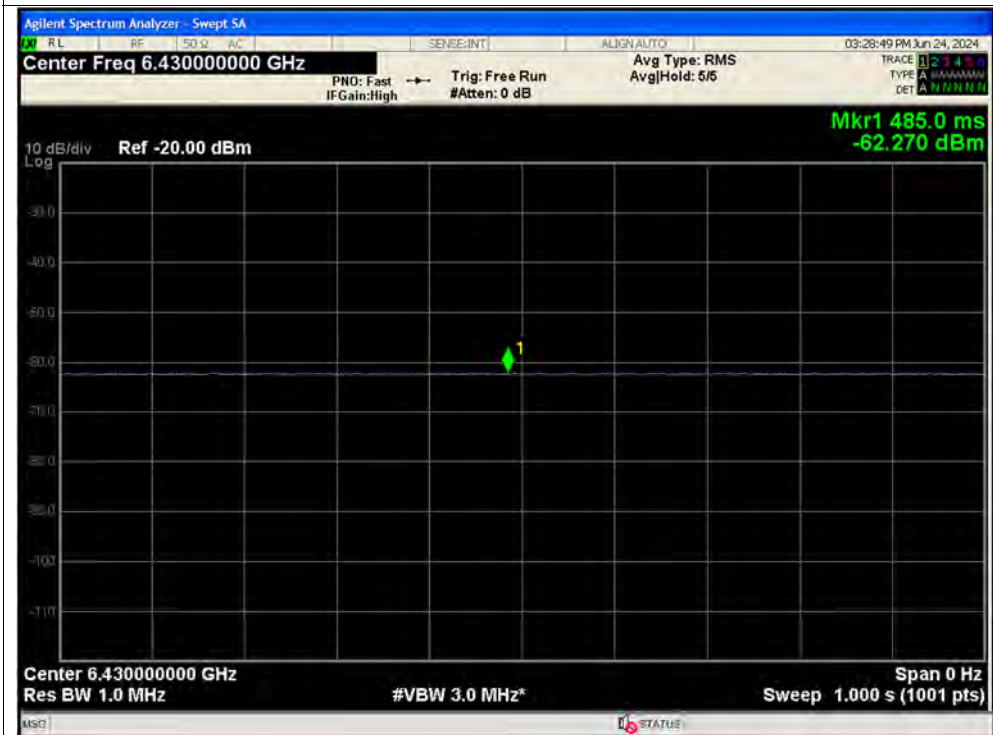 Agilent Spectrum Analyzer - Swept SA
RL RF 50 Ω AC SENSE:INT ALIGN AUTO 03:28:49 PM Jun 24, 2024
Center Freq 6.430000000 GHz
PNO: Fast
IFGain:High
Trig: Free Run
#Atten: 0 dB
Avg Type: RMS
Avg|Hold: 5/5
TRACE 1 2 3 4 5 6
TYPE A WWWWW
DET A N N N N N
Mkr1 485.0 ms
-62.270 dBm
10 dB/div Ref -20.00 dBm
Log
-30.0
-40.0
-50.0
1
-60.0
-70.0
-80.0
-90.0
-100
-110
Center 6.430000000 GHz Span 0 Hz
Res BW 1.0 MHz #VBW 3.0 MHz* Sweep 1.000 s (1001 pts)
MSG STATUS